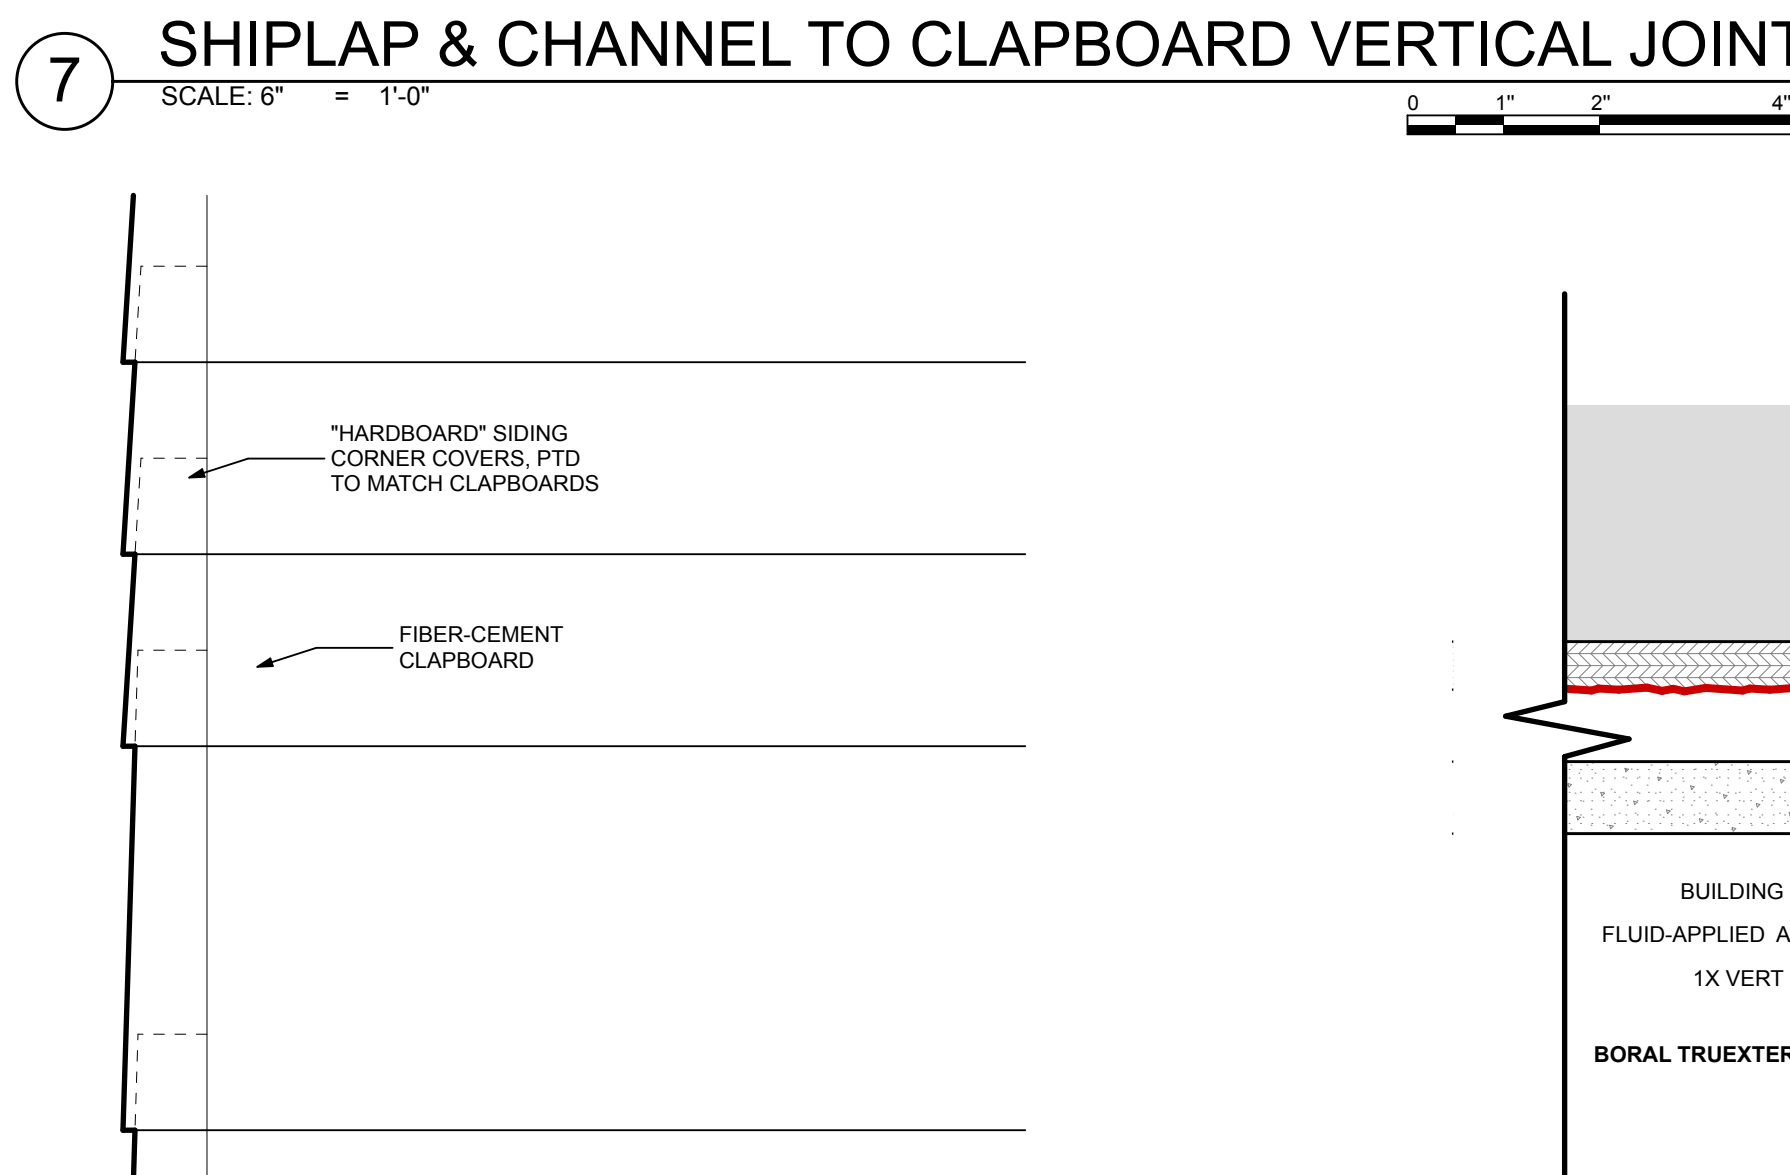 7
SHIPLAP & CHANNEL TO CLAPBOARD VERTICAL JOINT
SCALE: 6" = 1'-0"
0 1" 2" 4"
"HARDBOARD" SIDING
CORNER COVERS, PTD
TO MATCH CLAPBOARDS
FIBER-CEMENT
CLAPBOARD
BUILDING
FLUID-APPLIED A
1X VERT
BORAL TRUEXTER